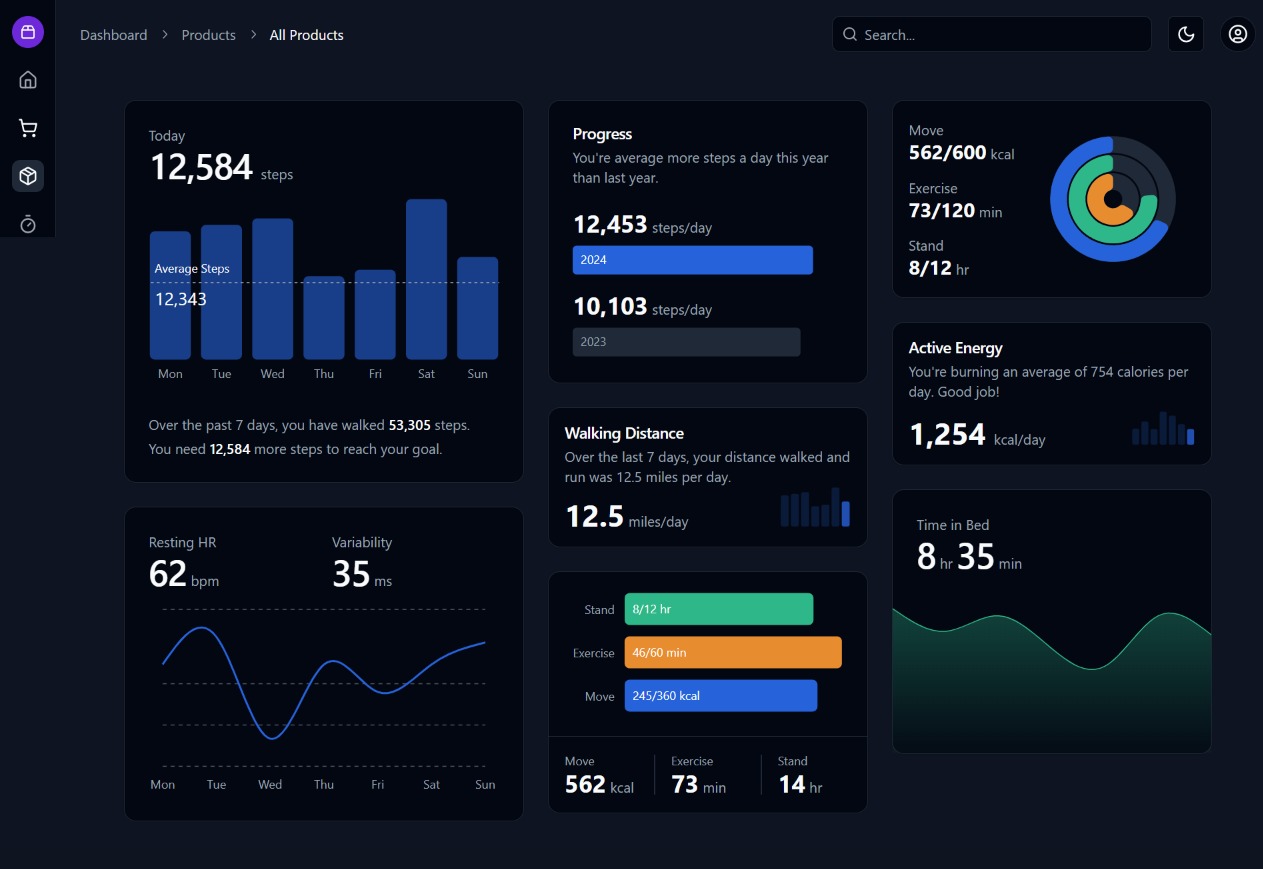 Dashboard > Products > All Products
Search...
Today
12,584 steps
Average Steps
12,343
Mon Tue Wed Thu Fri Sat Sun
Over the past 7 days, you have walked 53,305 steps.
You need 12,584 more steps to reach your goal.
Resting HR
62 bpm
Variability
35 ms
Mon Tue Wed Thu Fri Sat Sun
Progress
You're average more steps a day this year
than last year.
12,453 steps/day
2024
10,103 steps/day
2023
Walking Distance
Over the last 7 days, your distance walked and
run was 12.5 miles per day.
12.5 miles/day
Stand 8/12 hr
Exercise 46/60 min
Move 245/360 kcal
Move
562 kcal
Exercise
73 min
Stand
14 hr
Move
562/600 kcal
Exercise
73/120 min
Stand
8/12 hr
Active Energy
You're burning an average of 754 calories per
day. Good job!
1,254 kcal/day
Time in Bed
8 hr 35 min